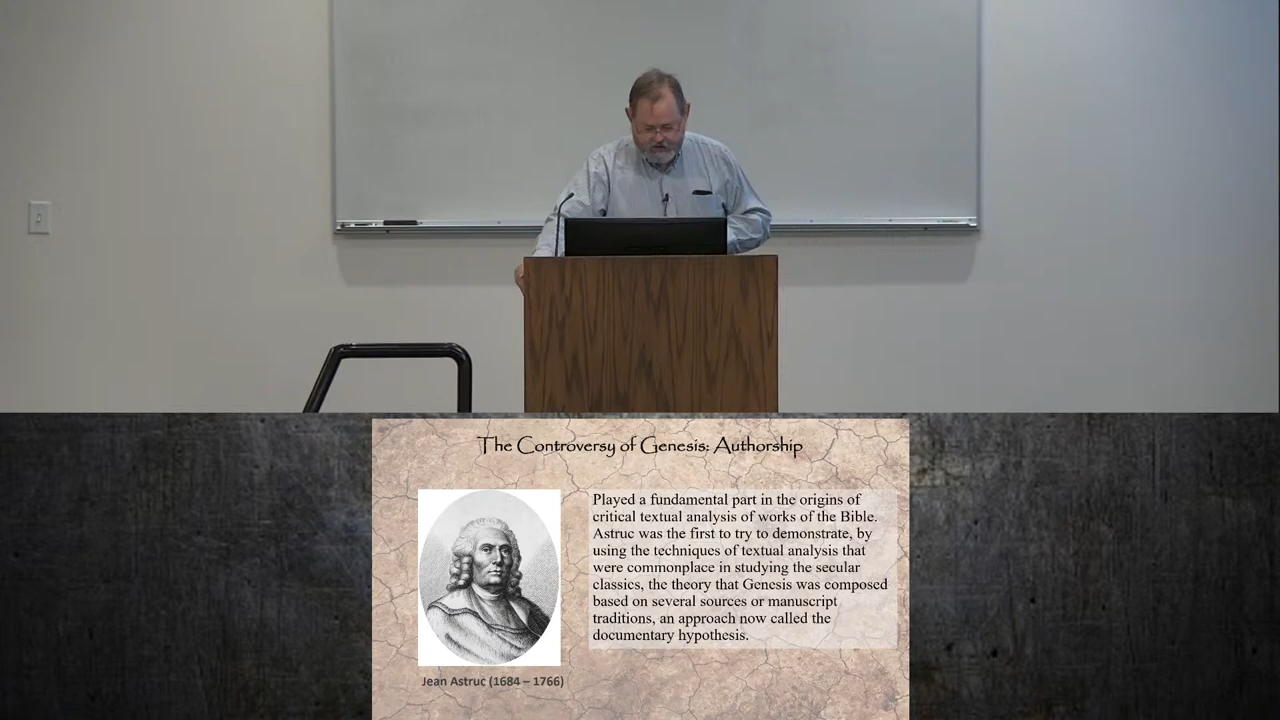 The Controversy of Genesis: Authorship
Played a fundamental part in the origins of
critical textual analysis of works of the Bible.
Astruc was the first to try to demonstrate, by
using the techniques of textual analysis that
were commonplace in studying the secular
classics, the theory that Genesis was composed
based on several sources or manuscript
traditions, an approach now called the
documentary hypothesis.
Jean Astruc (1684 – 1766)